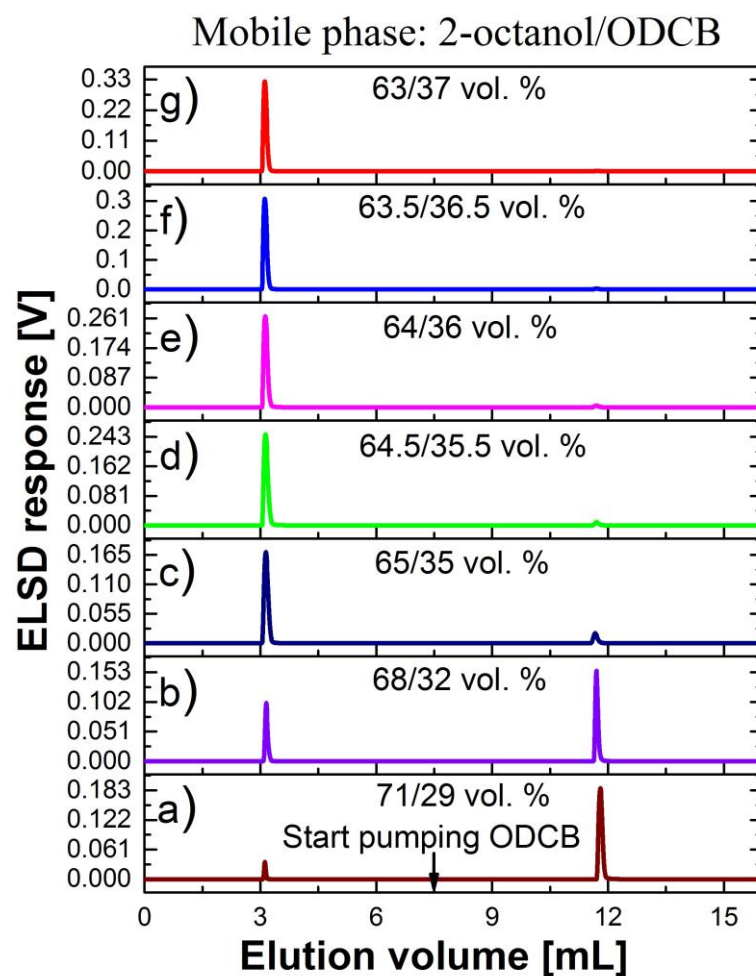 Mobile phase: 2-octanol/ODCB
g)
63/37 vol. %
0.33
0.22
0.11
0.00
f)
63.5/36.5 vol. %
0.3
0.2
0.1
0.0
e)
64/36 vol. %
0.261
0.174
0.087
0.000
d)
64.5/35.5 vol. %
0.243
0.162
0.081
0.000
c)
65/35 vol. %
0.165
0.110
0.055
0.000
b)
68/32 vol. %
0.153
0.102
0.051
0.000
a)
71/29 vol. %
Start pumping ODCB
0.183
0.122
0.061
0.000
ELSD response [V]
0 3 6 9 12 15
Elution volume [mL]